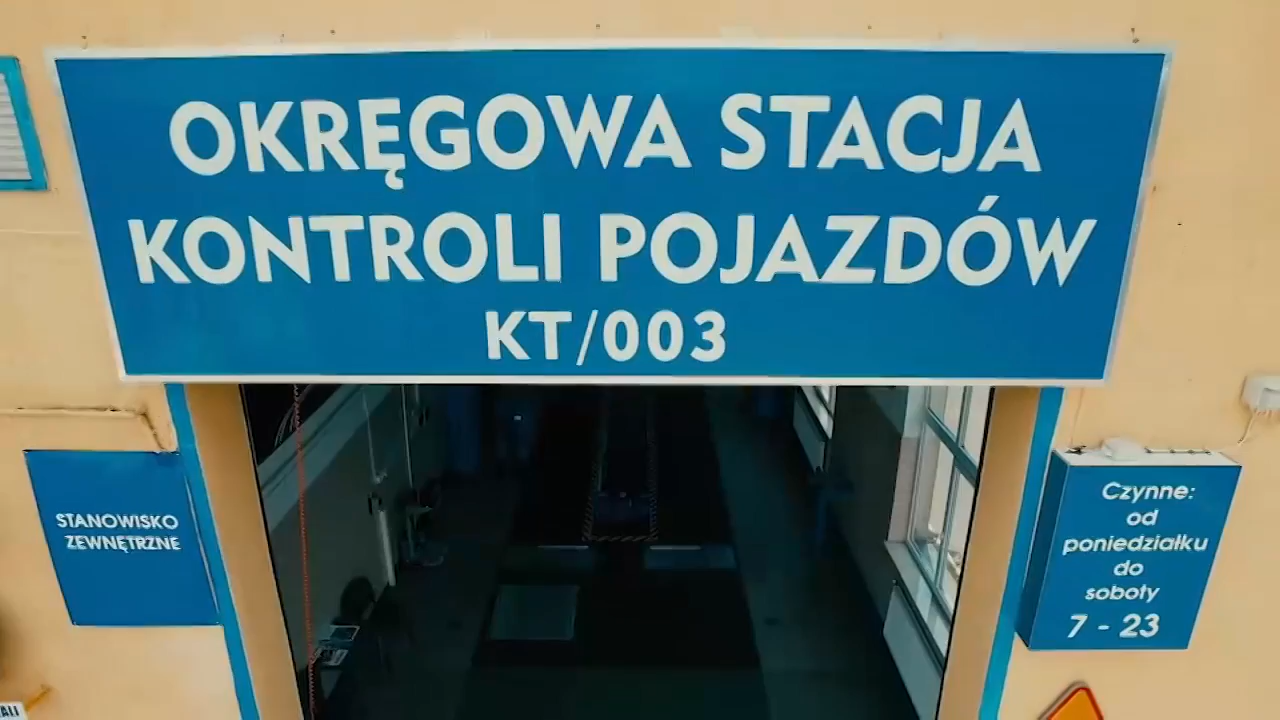 OKRĘGOWA STACJA
KONTROLI POJAZDÓW
KT/003
STANOWISKO
ZEWNĘTRZNE
Czynne:
od
poniedziałku
do
soboty
7 - 23